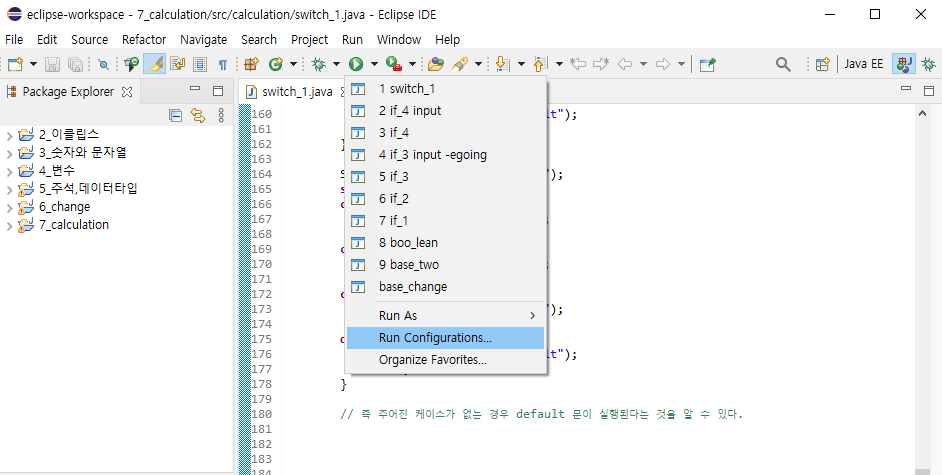 eclipse-workspace - 7_calculation/src/calculation/switch_1.java - Eclipse IDE
File Edit Source Refactor Navigate Search Project Run Window Help
Java EE
Package Explorer
switch_1.java
2_이클립스
3_숫자와 문자열
4_변수
5_주석,데이터타입
6_change
7_calculation
1 switch_1
2 if_4 input
3 if_4
4 if_3 input -egoing
5 if_3
6 if_2
7 if_1
8 boo_lean
9 base_two
base_change
Run As
Run Configurations...
Organize Favorites...
160 lt");
161
162 }
163
164 S ");
165 s
166 c
167 ;
168
169 c
170 ;
171
172 c
173 ");
174
175 c
176 lt");
177
178 }
179
180 // 즉 주어진 케이스가 없는 경우 default 문이 실행된다는 것을 알 수 있다.
181
182
183
184